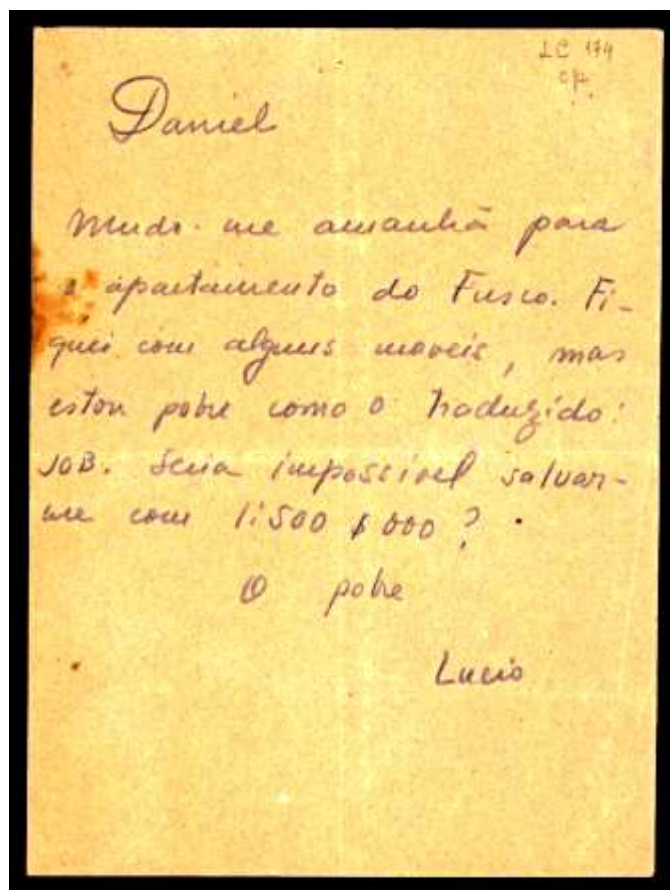 LC 174
cp.
Daniel
Mudo-me amanhã para
o apartamento do Fusco. Fi-
quei com alguns moveis, mas
estou pobre como o traduzido:
JOB. Seria impossivel salvar-
me com 1:500$000?
O pobre
Lucio